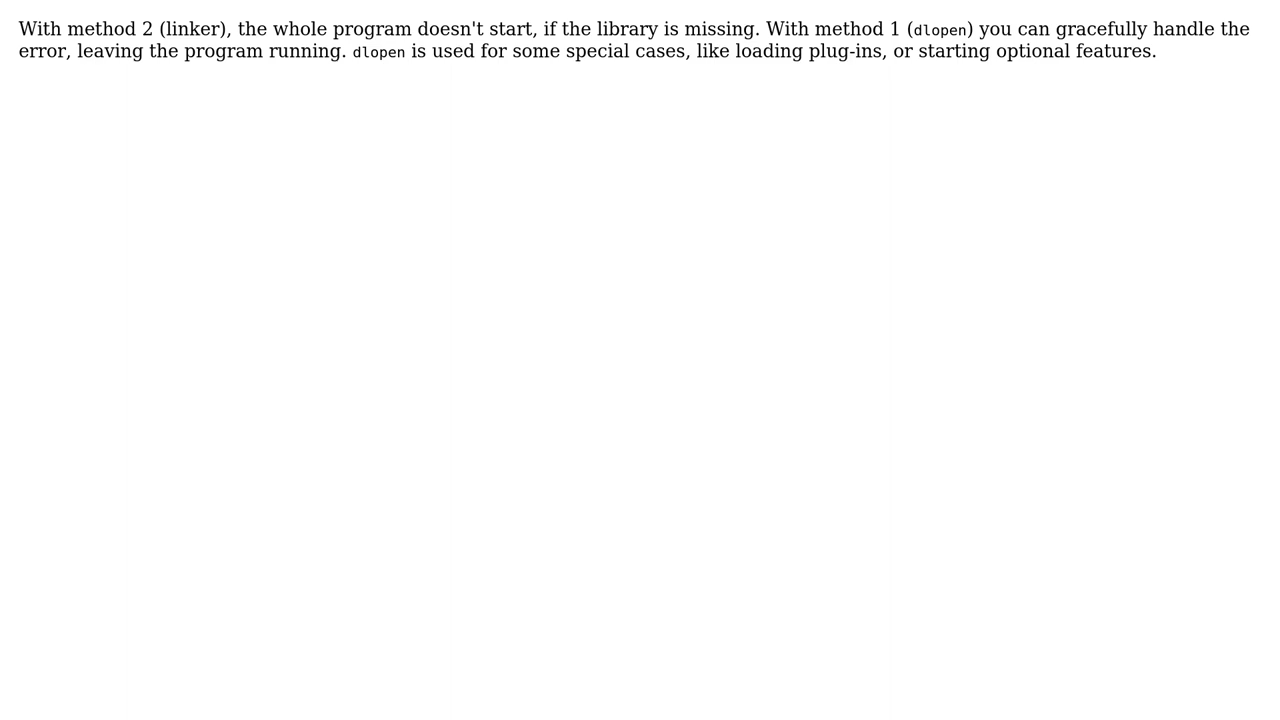 With method 2 (linker), the whole program doesn't start, if the library is missing. With method 1 (dlopen) you can gracefully handle the
error, leaving the program running. dlopen is used for some special cases, like loading plug-ins, or starting optional features.